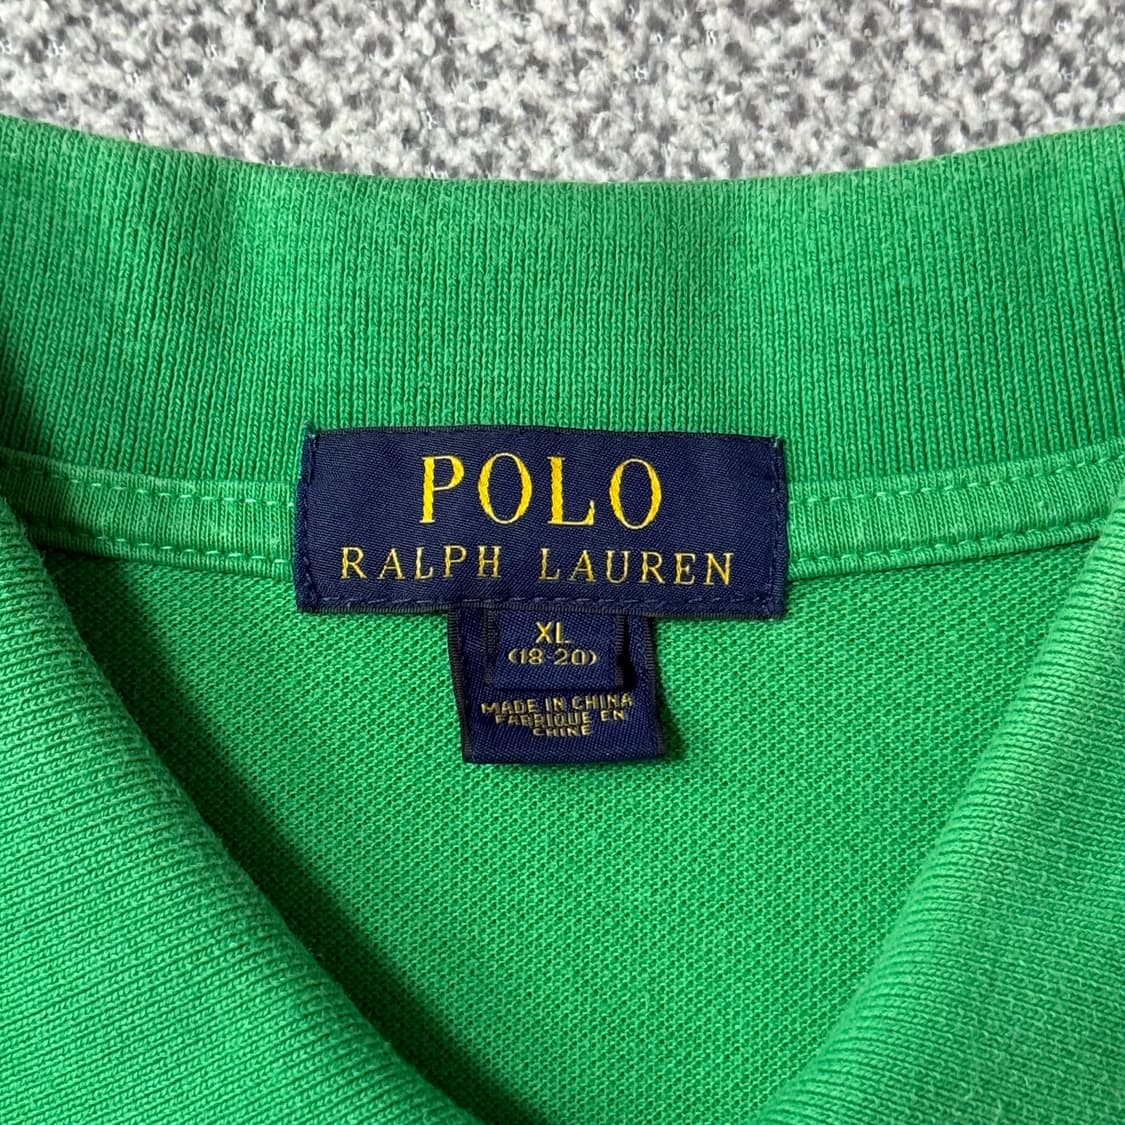 POLO
RALPH LAUREN
XL
(18-20)
MADE IN CHINA
FABRIQUE EN
CHINE